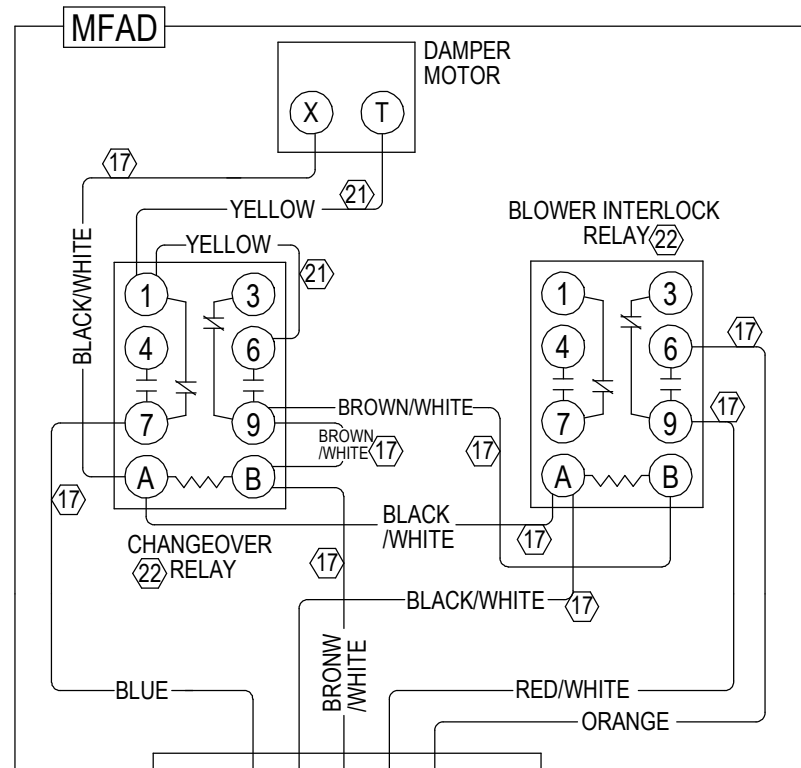 MFAD
DAMPER
MOTOR
X
T
17
21
YELLOW
BLOWER INTERLOCK
RELAY 22
YELLOW
21
BLACK/WHITE
1
3
4
6
7
9
A
B
1
3
4
6
7
9
A
B
17
17
BROWN/WHITE
BROWN
/WHITE
17
17
17
BLACK
/WHITE
17
CHANGEOVER
22 RELAY
17
BLACK/WHITE
17
BRONW
/WHITE
BLUE
RED/WHITE
ORANGE